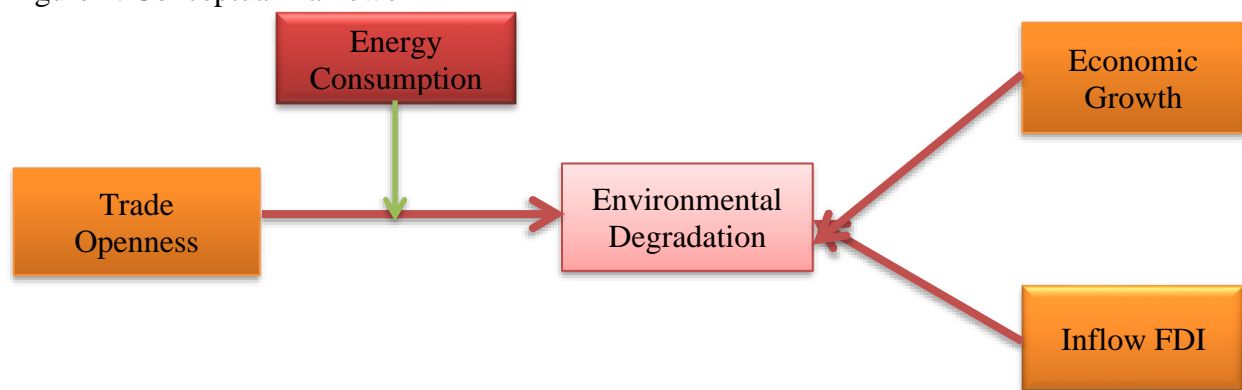 Energy
Consumption
Economic
Growth
Trade
Openness
Environmental
Degradation
Inflow FDI